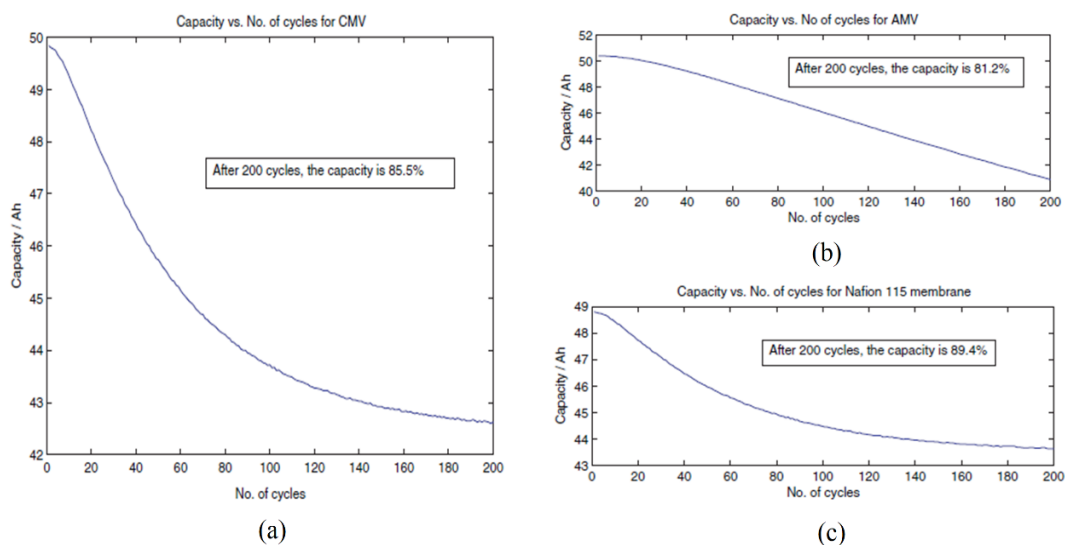 Capacity vs. No. of cycles for CMV
50
49
48
47
46
45
44
43
42
Capacity / Ah
After 200 cycles, the capacity is 85.5%
0 20 40 60 80 100 120 140 160 180 200
No. of cycles
(a)
Capacity vs. No of cycles for AMV
52
50
48
46
44
42
40
Capacity / Ah
After 200 cycles, the capacity is 81.2%
0 20 40 60 80 100 120 140 160 180 200
No. of cycles
(b)
Capacity vs. No. of cycles for Nafion 115 membrane
49
48
47
46
45
44
43
Capacity / Ah
After 200 cycles, the capacity is 89.4%
0 20 40 60 80 100 120 140 160 180 200
No. of cycles
(c)